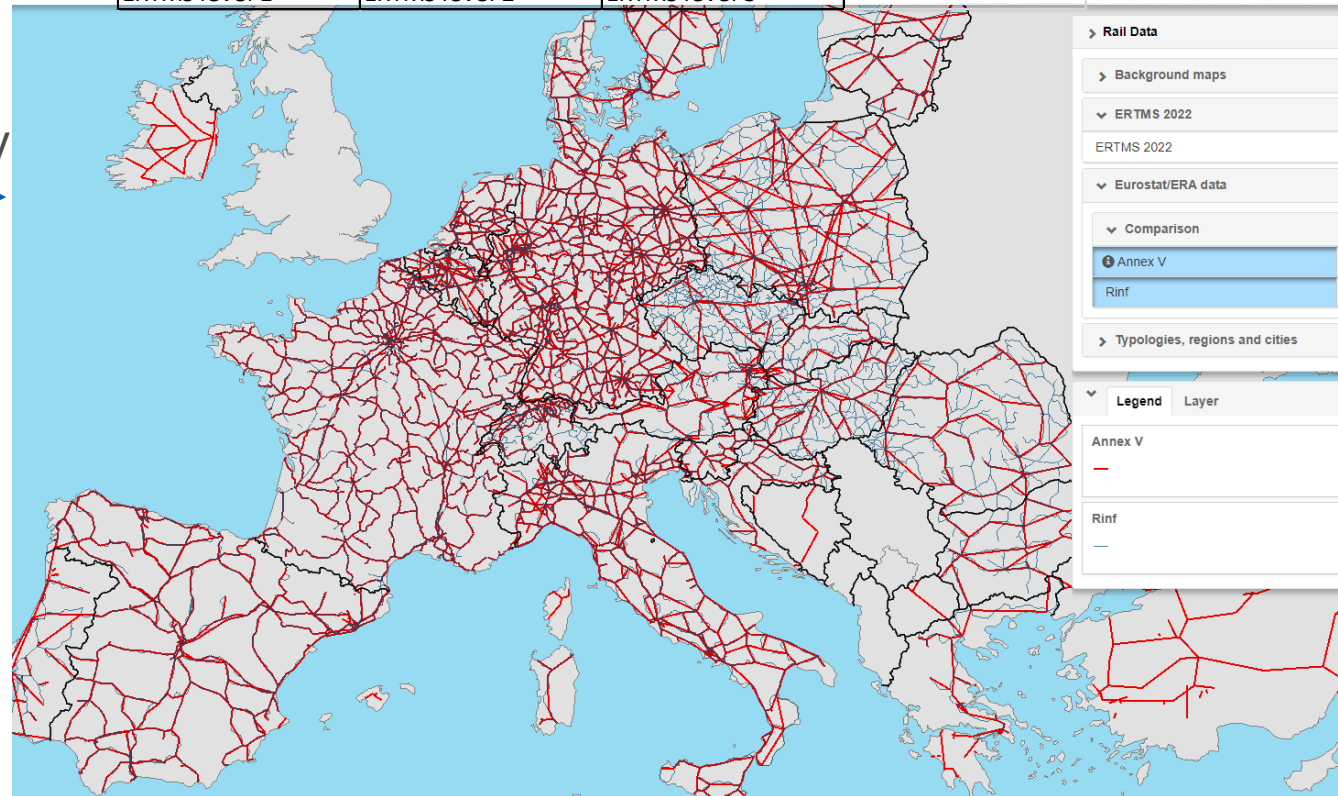 Rail Data
Background maps
ERTMS 2022
ERTMS 2022
Eurostat/ERA data
Comparison
Annex V
Rinf
Typologies, regions and cities
Legend Layer
Annex V
Rinf